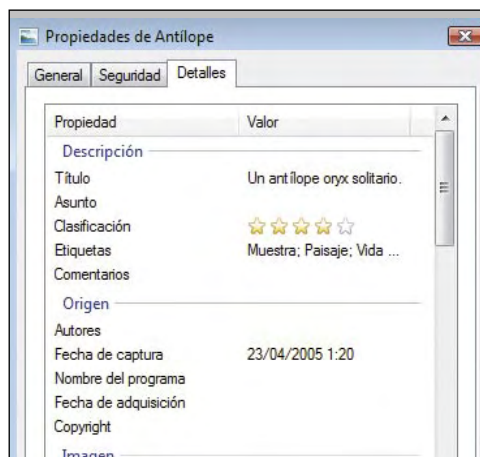 Propiedades de Antílope
General Seguridad Detalles
Propiedad Valor
Descripción
Título Un antílope oryx solitario.
Asunto
Clasificación
Etiquetas Muestra; Paisaje; Vida ...
Comentarios
Origen
Autores
Fecha de captura 23/04/2005 1:20
Nombre del programa
Fecha de adquisición
Copyright
Imagen